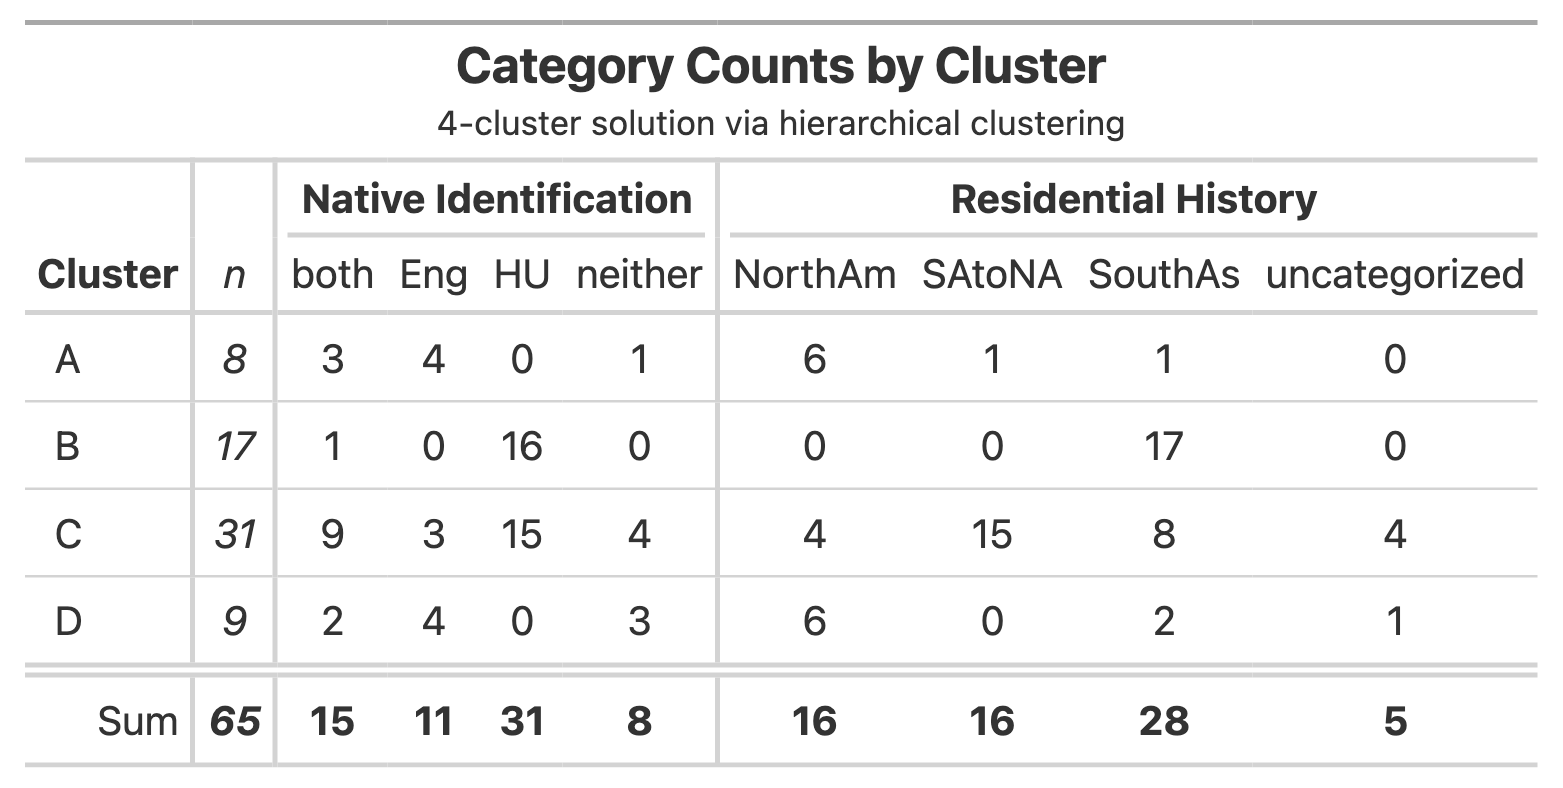 Category Counts by Cluster
4-cluster solution via hierarchical clustering
Native Identification Residential History
Cluster n both Eng HU neither NorthAm SAtoNA SouthAs uncategorized
A 8 3 4 0 1 6 1 1 0
B 17 1 0 16 0 0 0 17 0
C 31 9 3 15 4 4 15 8 4
D 9 2 4 0 3 6 0 2 1
Sum 65 15 11 31 8 16 16 28 5